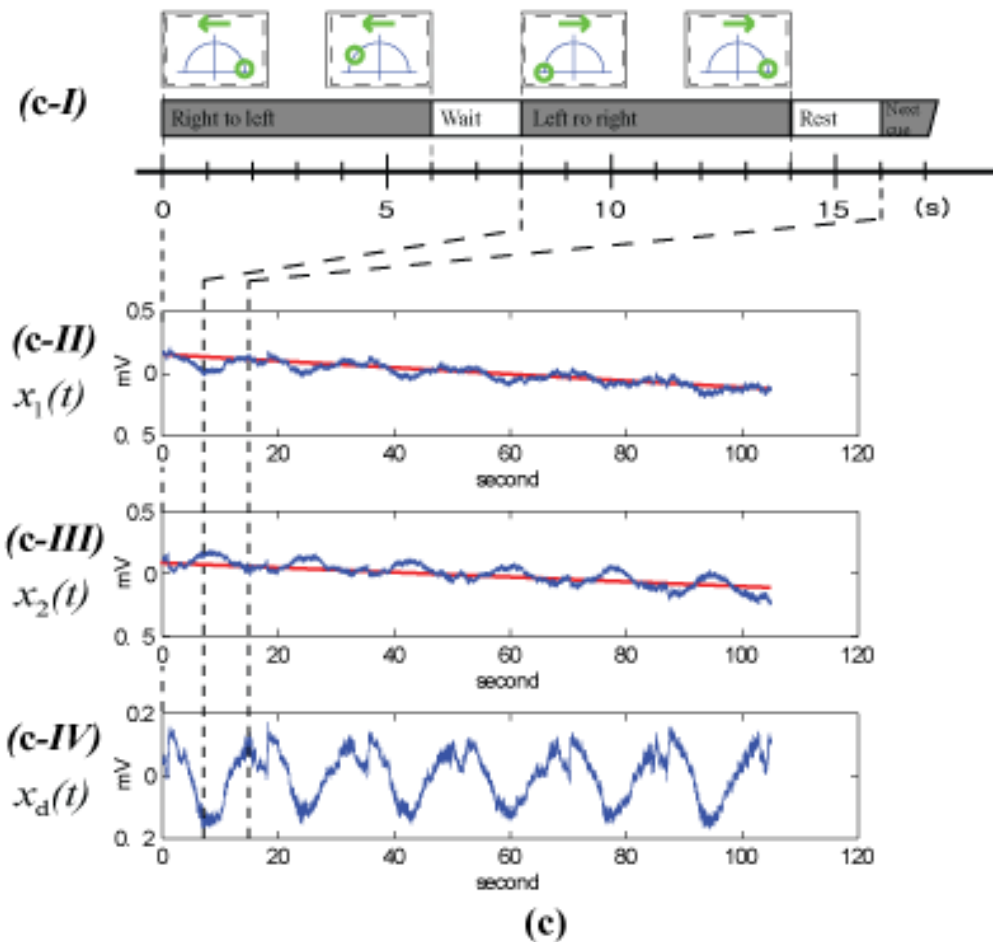 (c-I)
Right to left
Wait
Left ro right
Rest
Next cue
0
5
10
15
(s)
(c-II)
x1(t)
mV
0.5
0
0. 5
0
20
40
60
80
100
120
second
(c-III)
x2(t)
mV
0.5
0
0. 5
0
20
40
60
80
100
120
second
(c-IV)
xd(t)
mV
0.2
0
0. 2
0
20
40
60
80
100
120
second
(c)